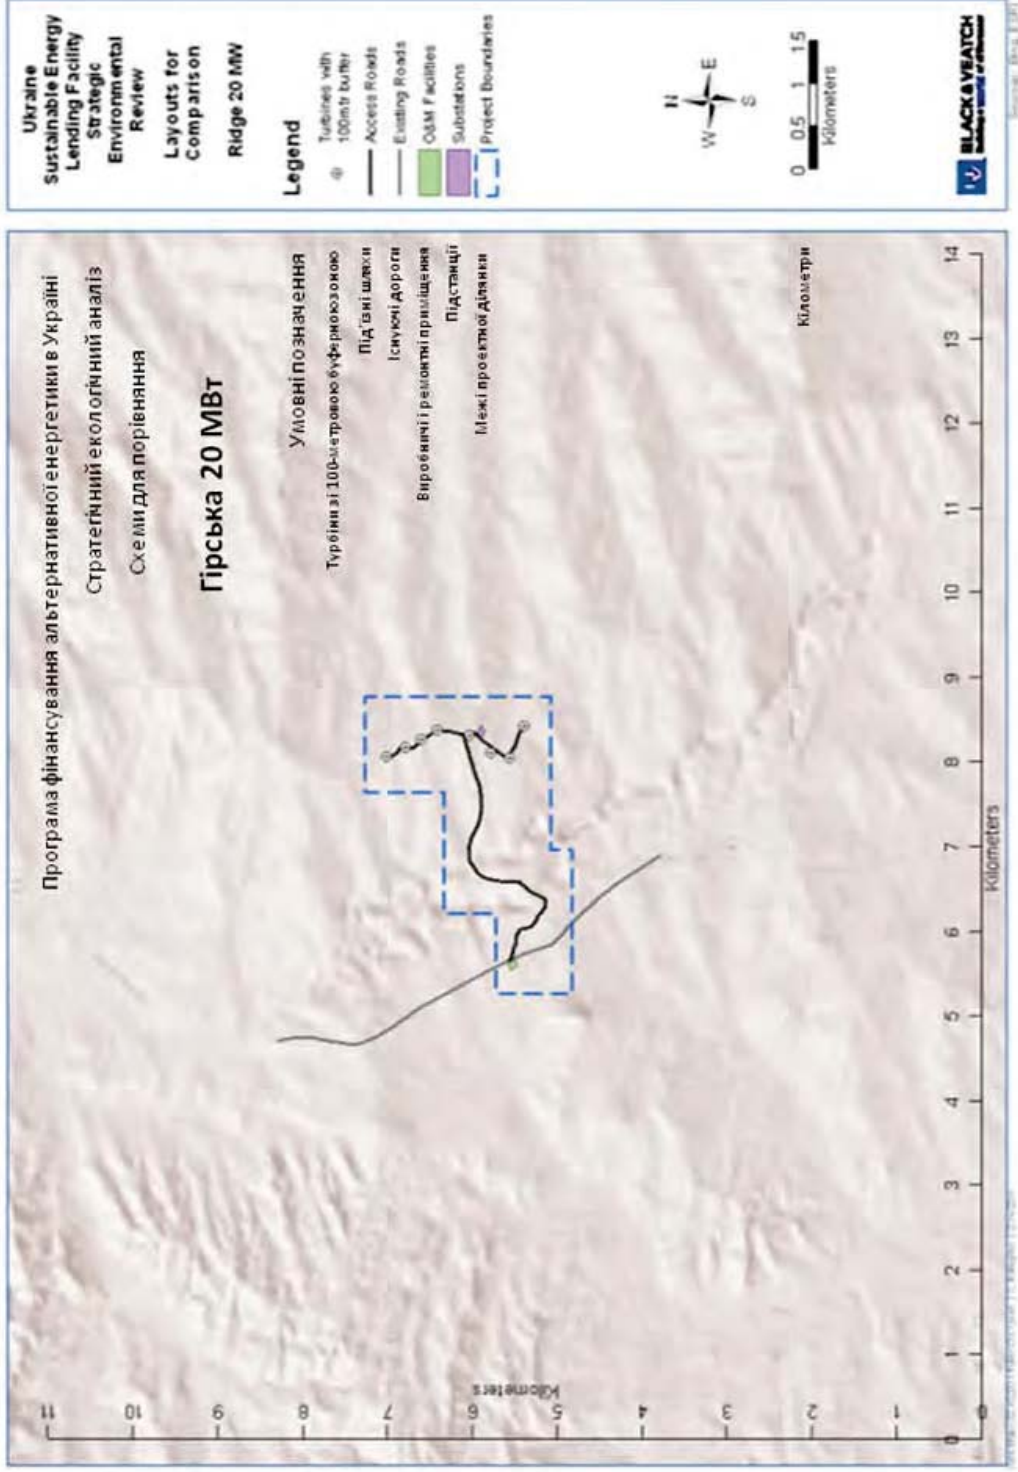 Програма фінансування альтернативної енергетики в Україні
Стратегічний екологічний аналіз
Схеми для порівняння
Гірська 20 МВт
Умовні позначення
Турбіни зі 100-метровою буферною зоною
Під'їзні шляхи
Існуючі дороги
Виробничі і ремонтні приміщення
Підстанції
Межі проектної ділянки
Кілометри
11
10
9
8
7
6
5
4
3
2
1
0
Kilometers
0
1
2
3
4
5
6
7
8
9
10
11
12
13
14
Kilometers
Ukraine
Sustainable Energy
Lending Facility
Strategic
Environmental
Review
Layouts for
Comparison
Ridge 20 MW
Legend
Turbines with
100mtr buffer
Access Roads
Existing Roads
O&M Facilities
Substations
Project Boundaries
N
W E
S
0 0.5 1 1.5
Kilometers
BLACK & VEATCH